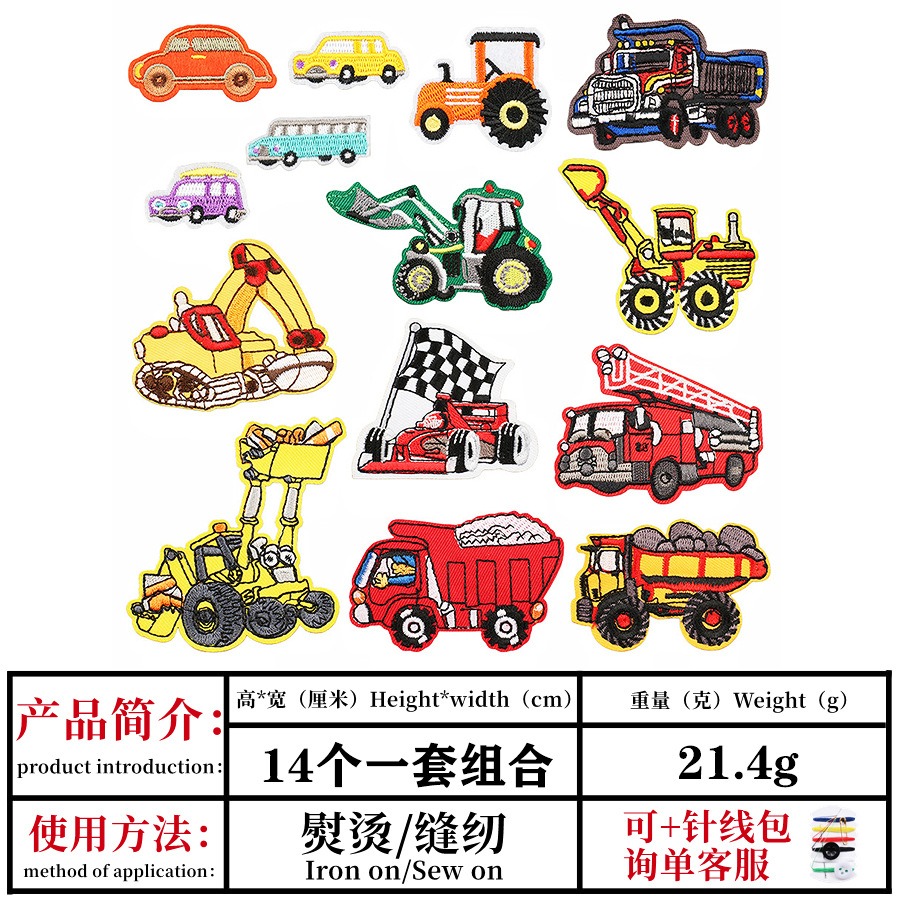 产品简介：
product introduction：
高*宽（厘米）Height*width（cm）
重量（克）Weight（g）
14个一套组合
21.4g
使用方法：
method of application：
熨烫/缝纫
Iron on/Sew on
可+针线包
询单客服